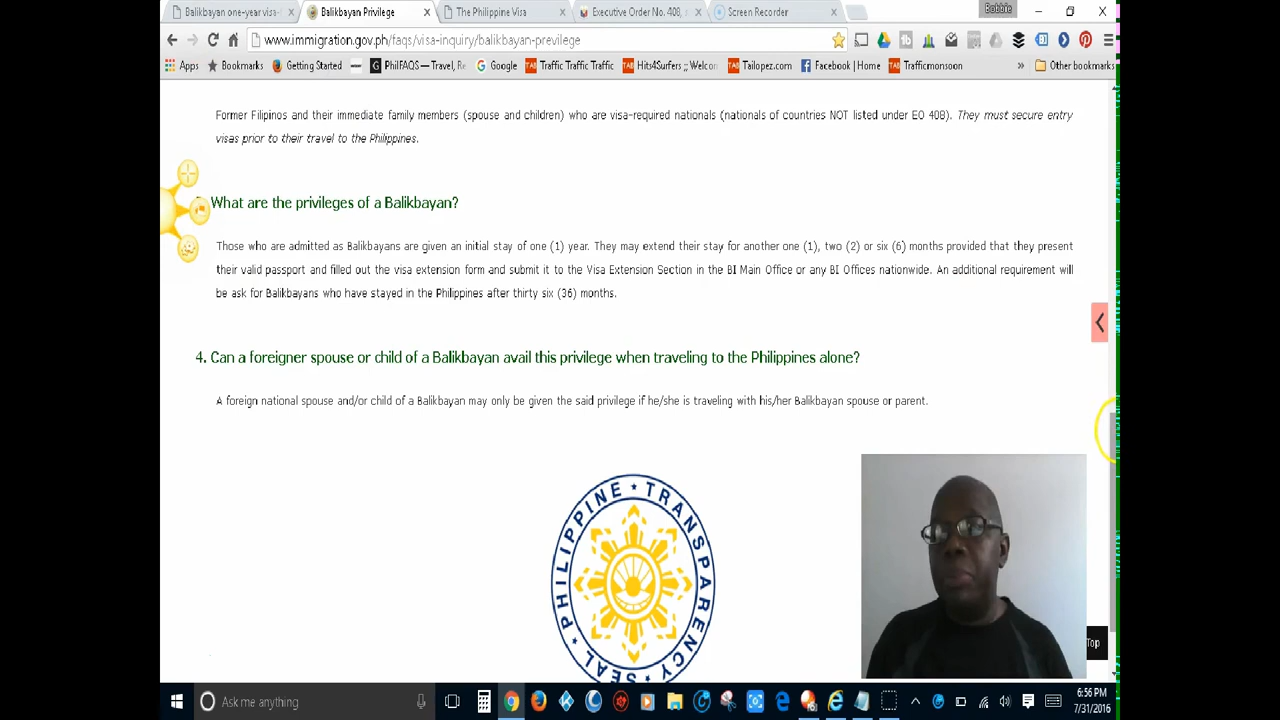 Balikbayan one-year visa-
Balikbayan Privilege
The Philippine Visa
Executive Order No. 408,
Screen Recorder
Bobbie
www.immigration.gov.ph/faqs/visa-inquiry/balikbayan-previlege
Apps
Bookmarks
Getting Started
PhilFAQS — Travel, Re
Google
Traffic Traffic Traffic
Hits4Surfers ;; Welcon
Tailopez.com
Facebook | Home
Trafficmonsoon
»
Other bookmarks
Former Filipinos and their immediate family members (spouse and children) who are visa-required nationals (nationals of countries NOT listed under EO 408). They must secure entry
visas prior to their travel to the Philippines.
What are the privileges of a Balikbayan?
Those who are admitted as Balikbayans are given an initial stay of one (1) year. They may extend their stay for another one (1), two (2) or six (6) months provided that they present
their valid passport and filled out the visa extension form and submit it to the Visa Extension Section in the BI Main Office or any BI Offices nationwide. An additional requirement will
be ask for Balikbayans who have stayed in the Philippines after thirty six (36) months.
4. Can a foreigner spouse or child of a Balikbayan avail this privilege when traveling to the Philippines alone?
A foreign national spouse and/or child of a Balikbayan may only be given the said privilege if he/she is traveling with his/her Balikbayan spouse or parent.
PHILIPPINE ★ TRANSPARENCY ★ SEAL
Top
Ask me anything
6:56 PM
7/31/2016